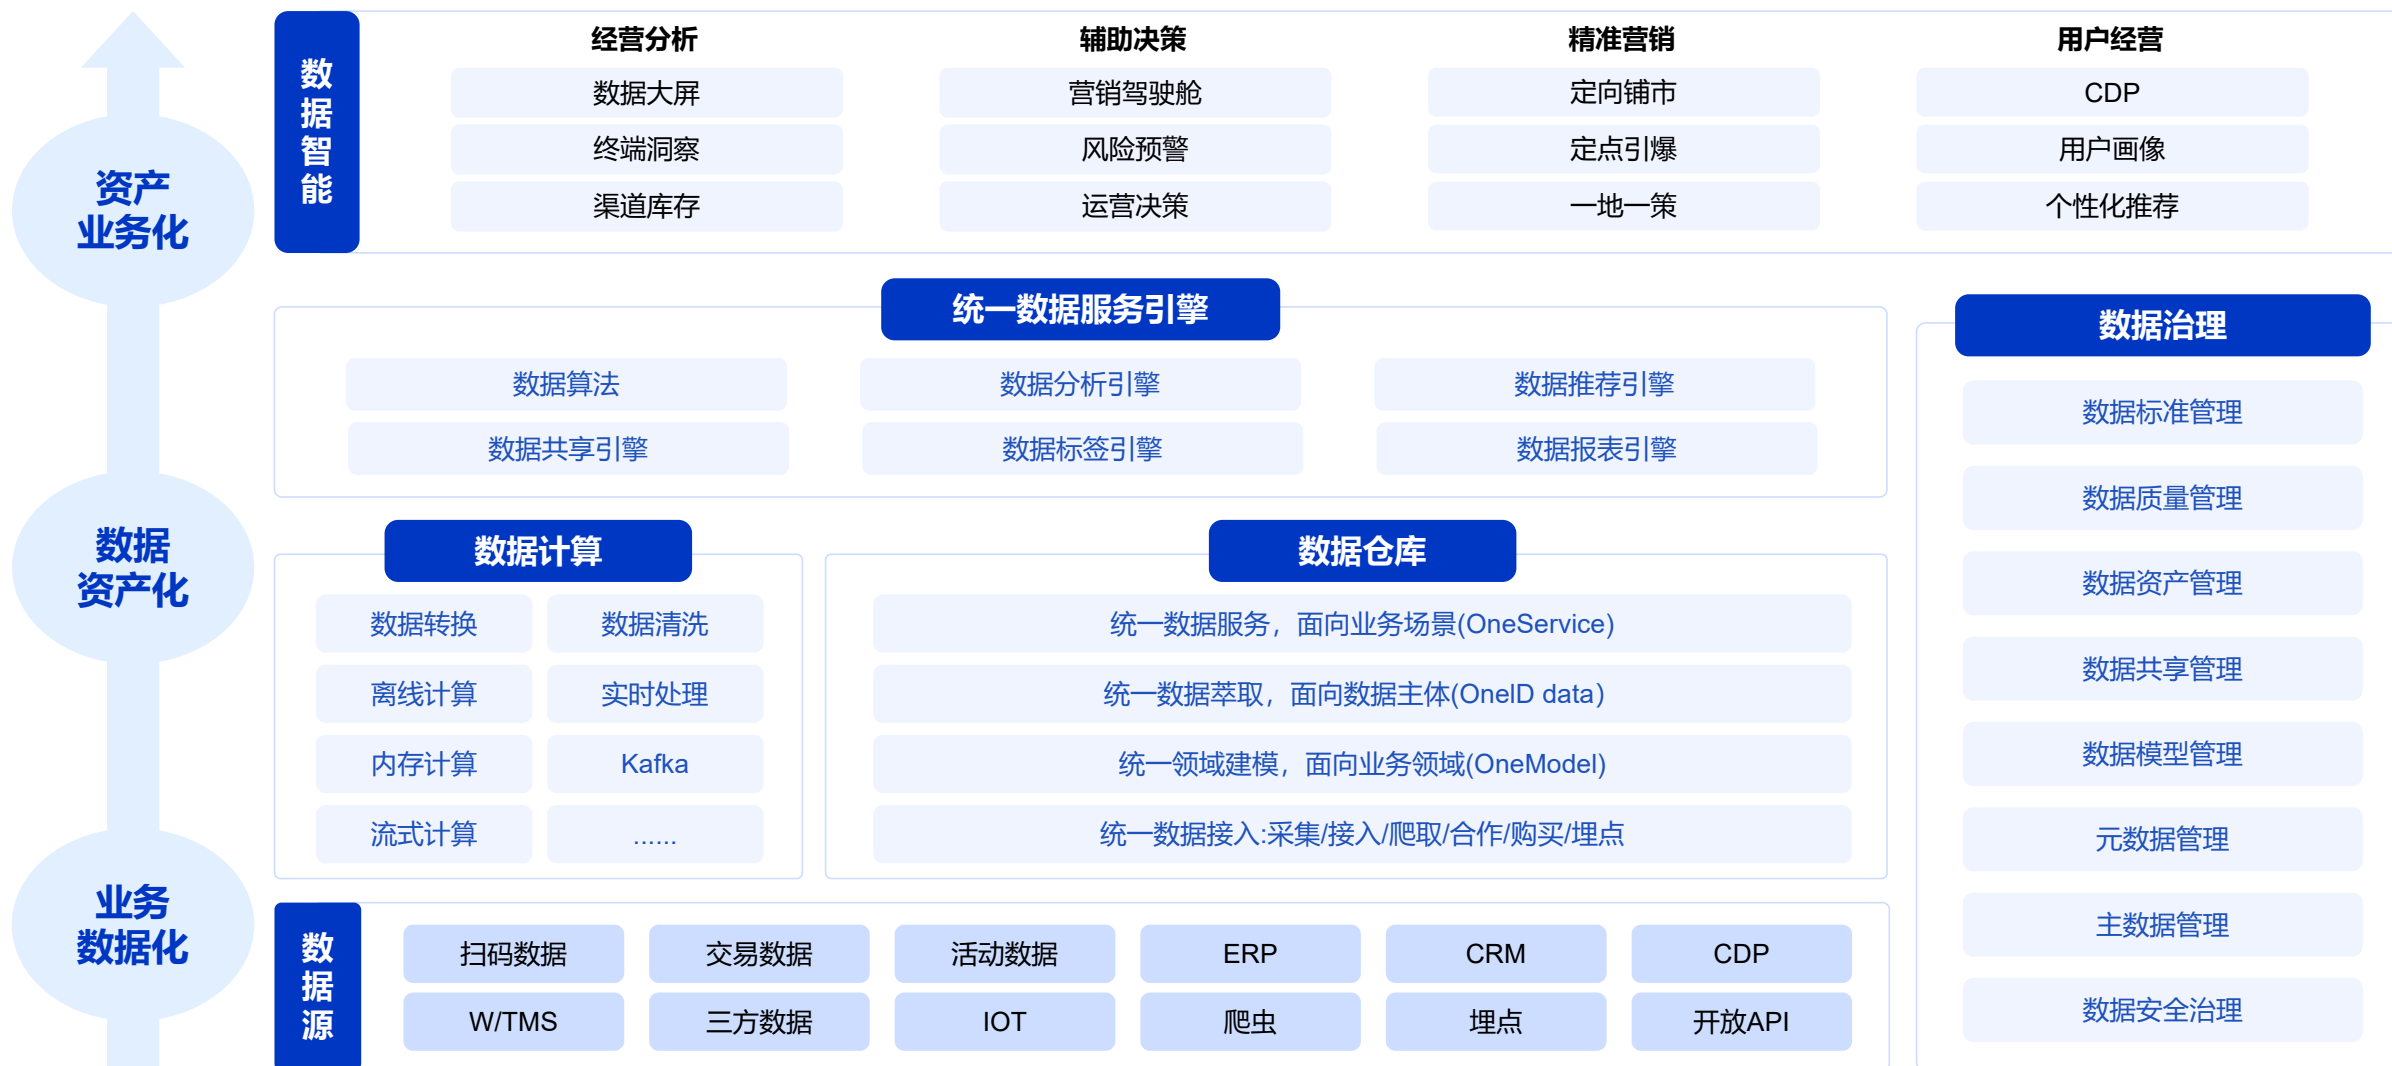 资产
业务化
数据
资产化
业务
数据化
数据智能
经营分析
数据大屏
终端洞察
渠道库存
辅助决策
营销驾驶舱
风险预警
运营决策
精准营销
定向铺市
定点引爆
一地一策
用户经营
CDP
用户画像
个性化推荐
统一数据服务引擎
数据算法
数据分析引擎
数据推荐引擎
数据共享引擎
数据标签引擎
数据报表引擎
数据计算
数据转换
数据清洗
离线计算
实时处理
内存计算
Kafka
流式计算
......
数据仓库
统一数据服务，面向业务场景(OneService)
统一数据萃取，面向数据主体(OneID data)
统一领域建模，面向业务领域(OneModel)
统一数据接入:采集/接入/爬取/合作/购买/埋点
数据源
扫码数据
交易数据
活动数据
ERP
CRM
CDP
W/TMS
三方数据
IOT
爬虫
埋点
开放API
数据治理
数据标准管理
数据质量管理
数据资产管理
数据共享管理
数据模型管理
元数据管理
主数据管理
数据安全治理